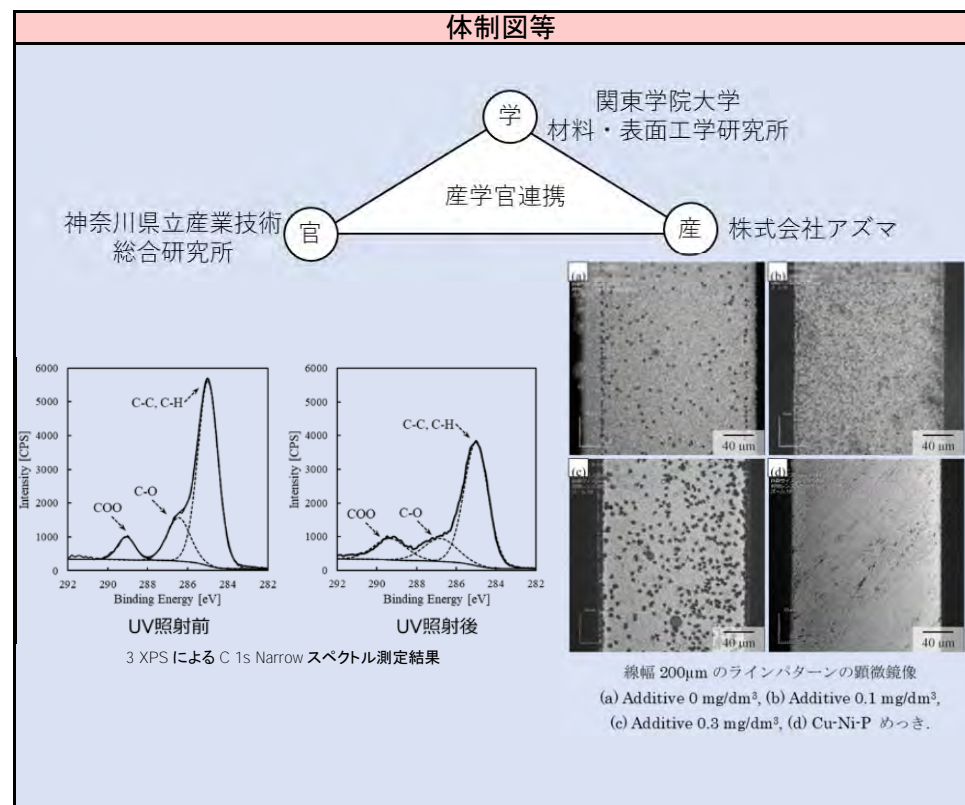 体制図等
学
関東学院大学
材料・表面工学研究所
産学官連携
神奈川県立産業技術
総合研究所
官
産
株式会社アズマ
6000
5000
4000
3000
2000
1000
0
Intensity [CPS]
C-C, C-H
C-O
COO
292 290 288 286 284 282
Binding Energy [eV]
UV照射前
6000
5000
4000
3000
2000
1000
0
Intensity [CPS]
C-C, C-H
C-O
COO
292 290 288 286 284 282
Binding Energy [eV]
UV照射後
3 XPS による C 1s Narrow スペクトル測定結果
(a)
40 μm
(b)
40 μm
(c)
40 μm
(d)
40 μm
線幅 200μm のラインパターンの顕微鏡像
(a) Additive 0 mg/dm³, (b) Additive 0.1 mg/dm³,
(c) Additive 0.3 mg/dm³, (d) Cu-Ni-P めっき.